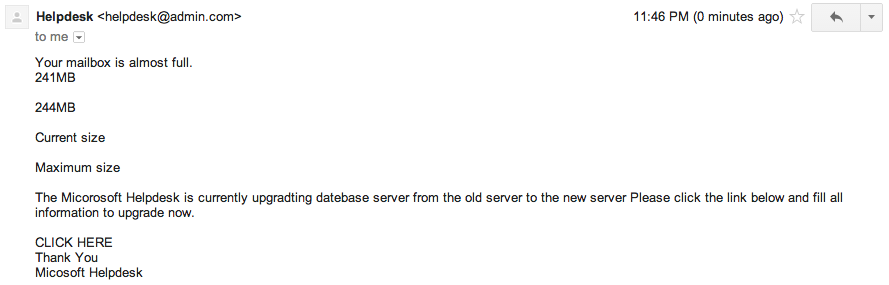 Helpdesk <helpdesk@admin.com> 11:46 PM (0 minutes ago)
to me
Your mailbox is almost full.
241MB
244MB
Current size
Maximum size
The Micorosoft Helpdesk is currently upgradting datebase server from the old server to the new server Please click the link below and fill all
information to upgrade now.
CLICK HERE
Thank You
Micosoft Helpdesk